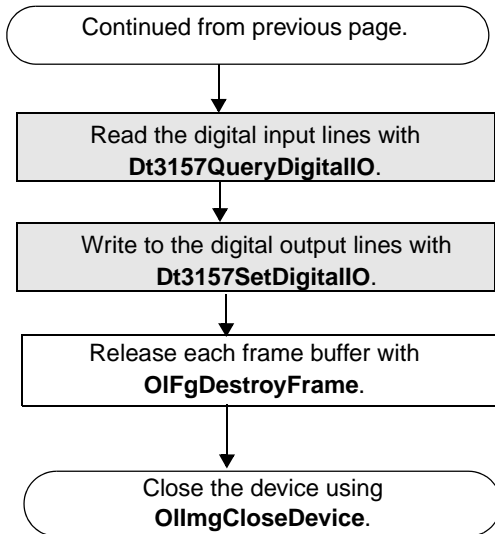 Continued from previous page.
Read the digital input lines with
Dt3157QueryDigitalIO.
Write to the digital output lines with
Dt3157SetDigitalIO.
Release each frame buffer with
OlFgDestroyFrame.
Close the device using
OlImgCloseDevice.